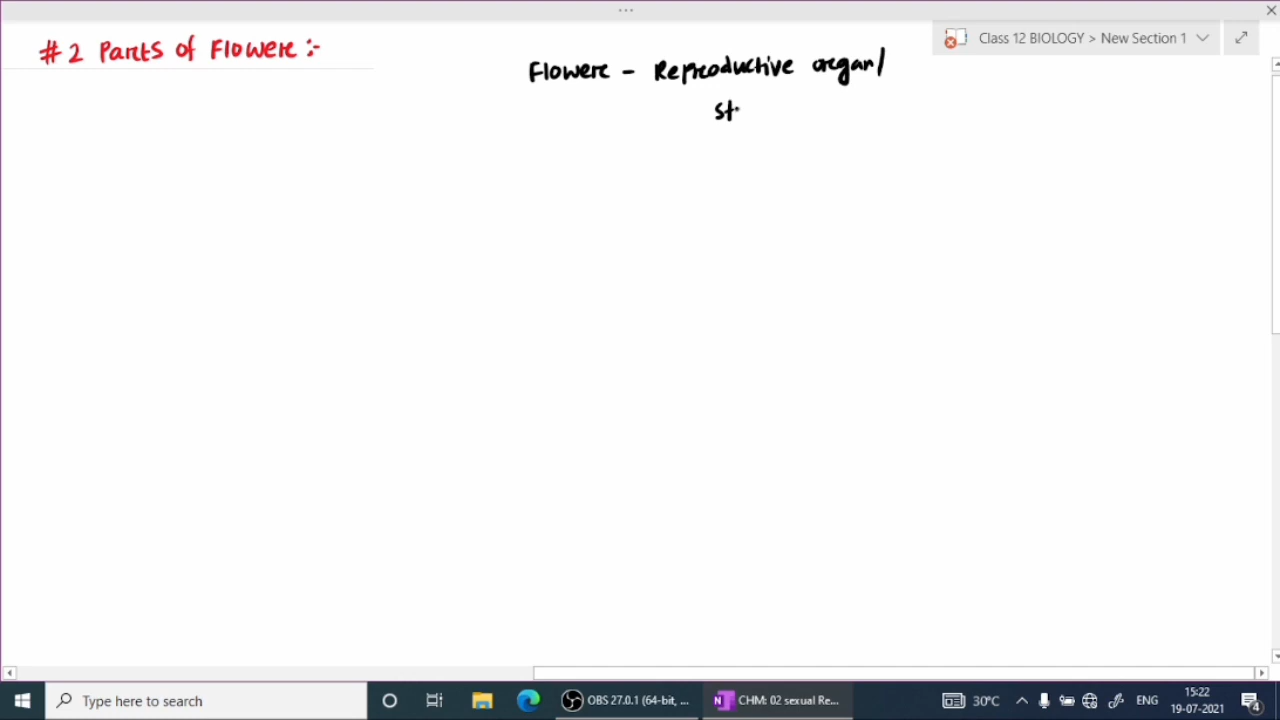 # 2 Parts of Flower :-
Flower - Reproductive organ/
st
Class 12 BIOLOGY > New Section 1
Type here to search
OBS 27.0.1 (64-bit, ...
CHM: 02 sexual Re...
30°C
ENG
15:22
19-07-2021
4